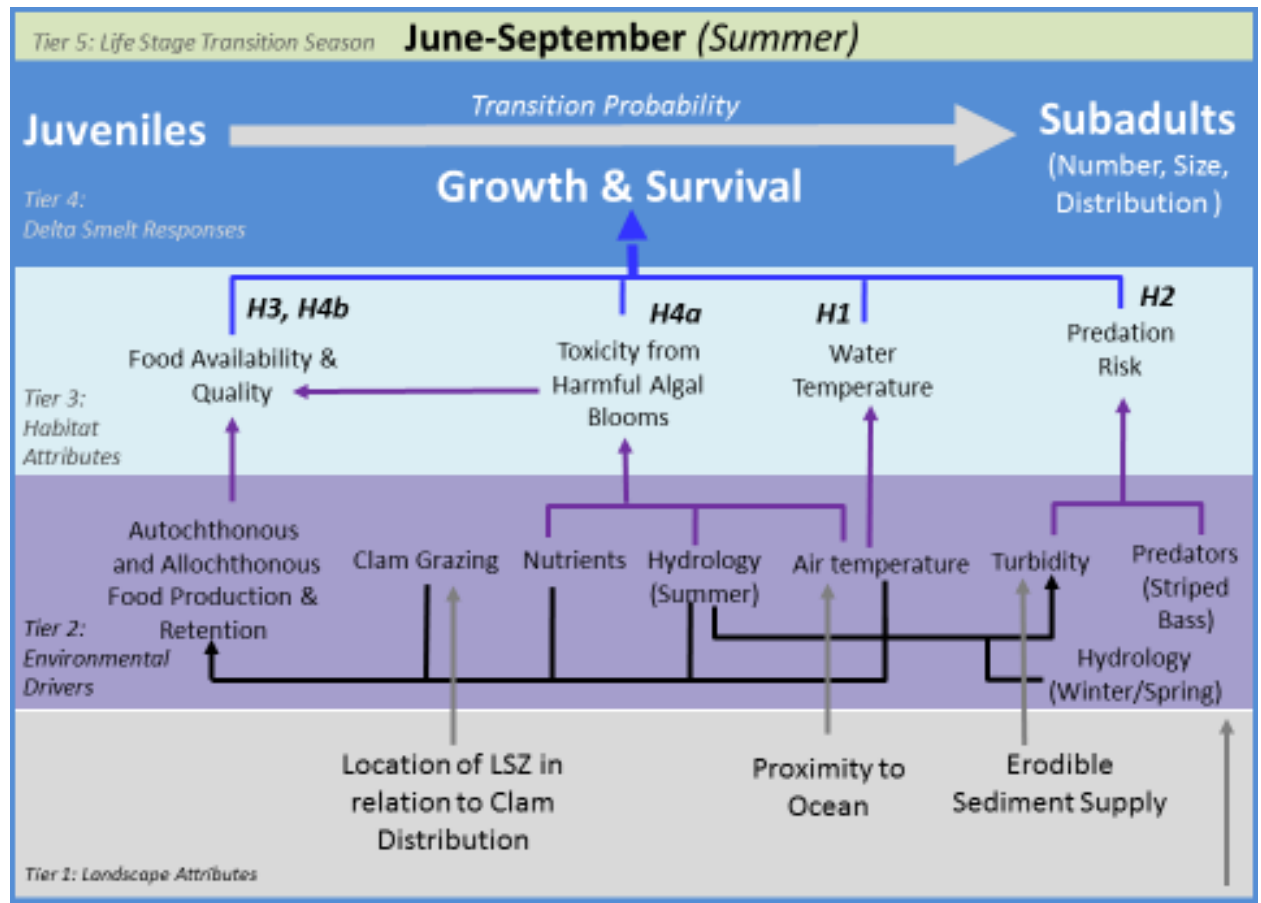 Tier 5: Life Stage Transition Season June-September (Summer)
Transition Probability
Juveniles
Subadults
(Number, Size,
Distribution )
Growth & Survival
Tier 4:
Delta Smelt Responses
H3, H4b
H4a
H1
H2
Food Availability &
Quality
Toxicity from
Harmful Algal
Blooms
Water
Temperature
Predation
Risk
Tier 3:
Habitat
Attributes
Autochthonous
and Allochthonous
Food Production &
Retention
Clam Grazing
Nutrients
Hydrology
(Summer)
Air temperature
Turbidity
Predators
(Striped
Bass)
Tier 2:
Environmental
Drivers
Hydrology
(Winter/Spring)
Location of LSZ in
relation to Clam
Distribution
Proximity to
Ocean
Erodible
Sediment Supply
Tier 1: Landscape Attributes